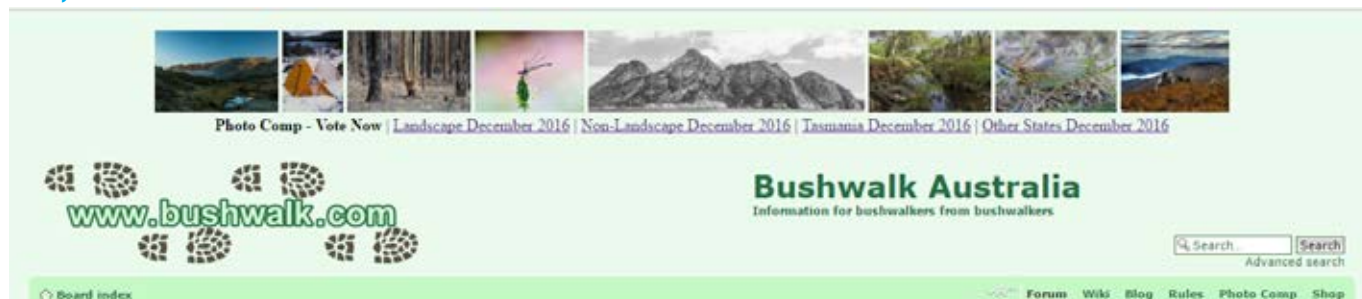 Photo Comp - Vote Now | Landscape December 2016 | Non-Landscape December 2016 | Tasmania December 2016 | Other States December 2016
www.bushwalk.com
Bushwalk Australia
Information for bushwalkers from bushwalkers
Search... Search
Advanced search
Board index Forum Wiki Blog Rules Photo Comp Shop